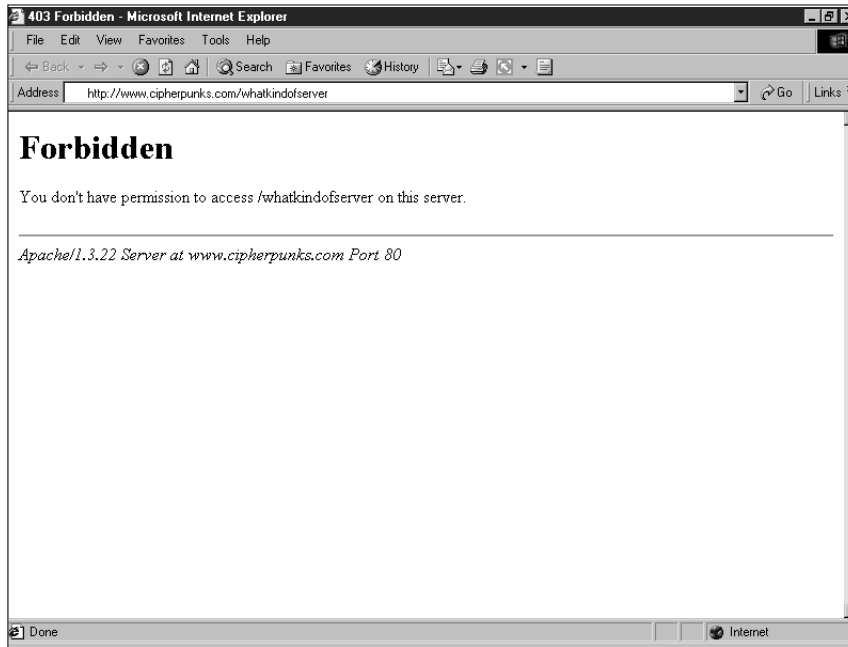 403 Forbidden - Microsoft Internet Explorer
File Edit View Favorites Tools Help
Back Search Favorites History
Address http://www.cipherpunks.com/whatkindofserver Go Links
Forbidden
You don't have permission to access /whatkindofserver on this server.
Apache/1.3.22 Server at www.cipherpunks.com Port 80
Done Internet